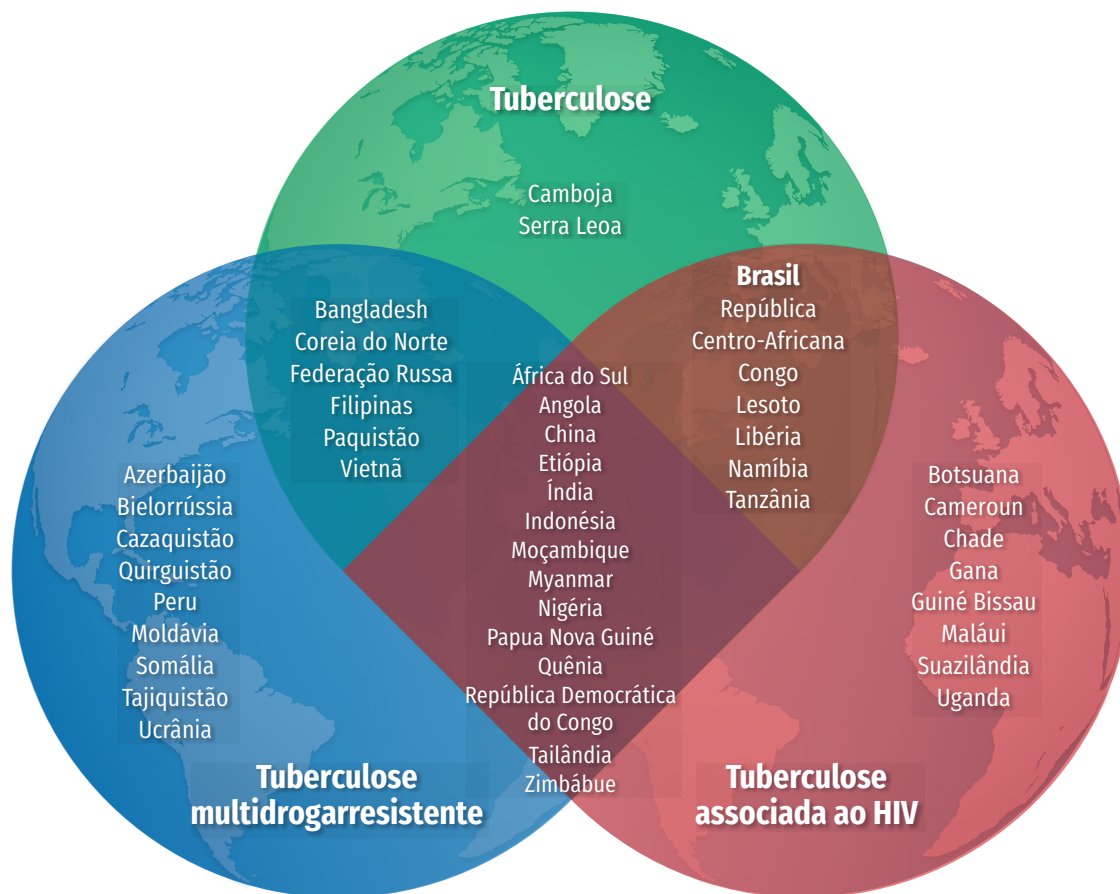 Tuberculose
Camboja
Serra Leoa
Bangladesh
Coreia do Norte
Federação Russa
Filipinas
Paquistão
Vietnã
Brasil
República
Centro-Africana
Congo
Lesoto
Libéria
Namíbia
Tanzânia
África do Sul
Angola
China
Etiópia
Índia
Indonésia
Moçambique
Myanmar
Nigéria
Papua Nova Guiné
Quênia
República Democrática
do Congo
Tailândia
Zimbábue
Azerbaijão
Bielorrússia
Cazaquistão
Quirguistão
Peru
Moldávia
Somália
Tajiquistão
Ucrânia
Botsuana
Cameroun
Chade
Gana
Guiné Bissau
Maláui
Suazilândia
Uganda
Tuberculose
multidrogarresistente
Tuberculose
associada ao HIV